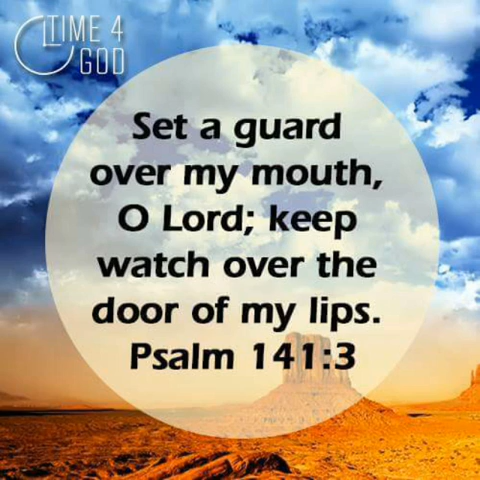 TIME 4
GOD
Set a guard
over my mouth,
O Lord; keep
watch over the
door of my lips.
Psalm 141:3